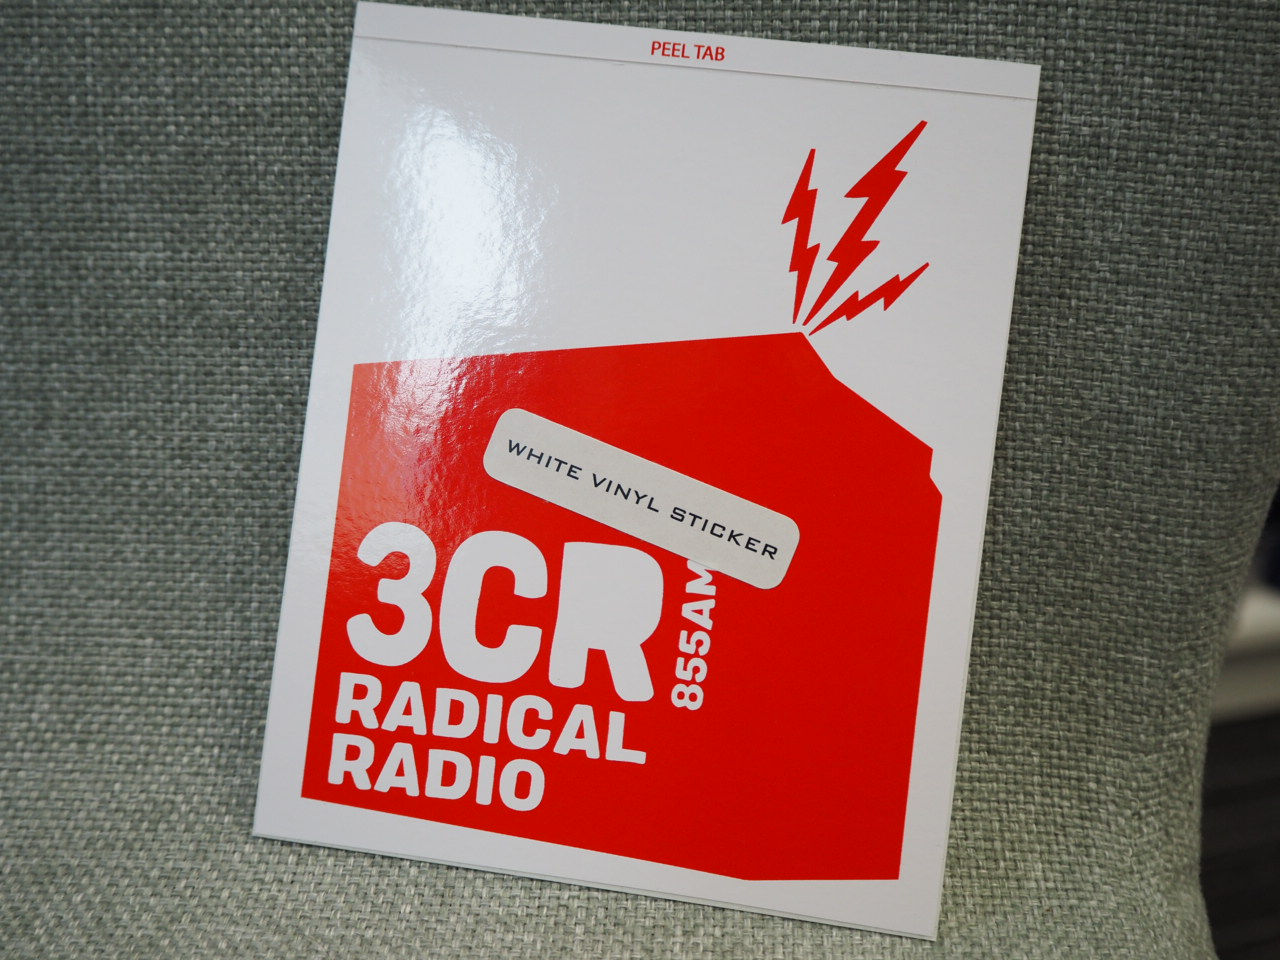 PEEL TAB
WHITE VINYL STICKER
3CR
855AM
RADICAL
RADIO